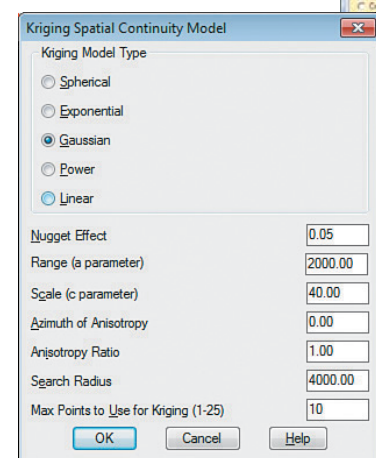 Kriging Spatial Continuity Model
Kriging Model Type
Spherical
Exponential
Gaussian
Power
Linear
Nugget Effect 0.05
Range (a parameter) 2000.00
Scale (c parameter) 40.00
Azimuth of Anisotropy 0.00
Anisotropy Ratio 1.00
Search Radius 4000.00
Max Points to Use for Kriging (1-25) 10
OK Cancel Help